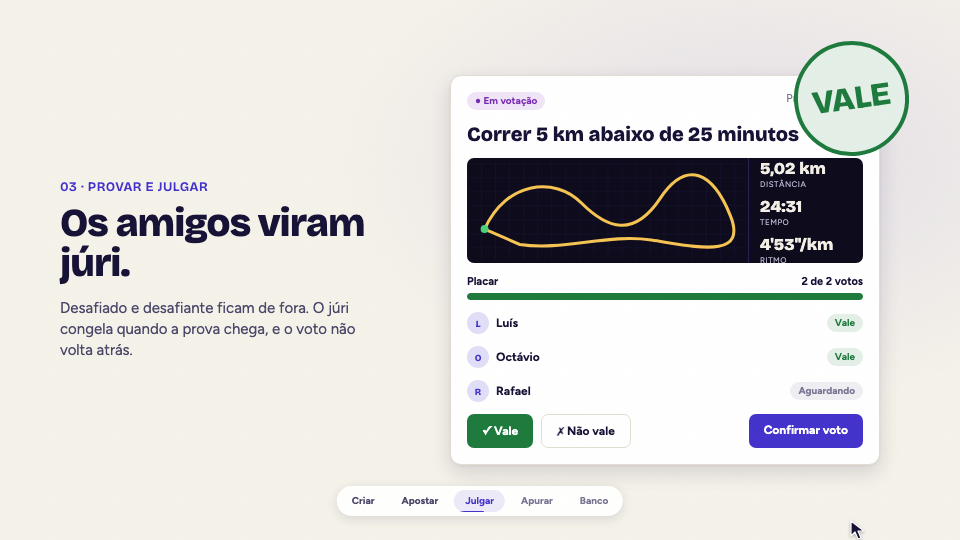 03 · PROVAR E JULGAR
Os amigos viram
júri.
Desafiado e desafiante ficam de fora. O júri
congela quando a prova chega, e o voto não
volta atrás.
Em votação
VALE
Correr 5 km abaixo de 25 minutos
5,02 km
DISTÂNCIA
24:31
TEMPO
4'53"/km
RITMO
Placar
2 de 2 votos
L
Luís
Vale
O
Octávio
Vale
R
Rafael
Aguardando
✓ Vale
✗ Não vale
Confirmar voto
Criar
Apostar
Julgar
Apurar
Banco